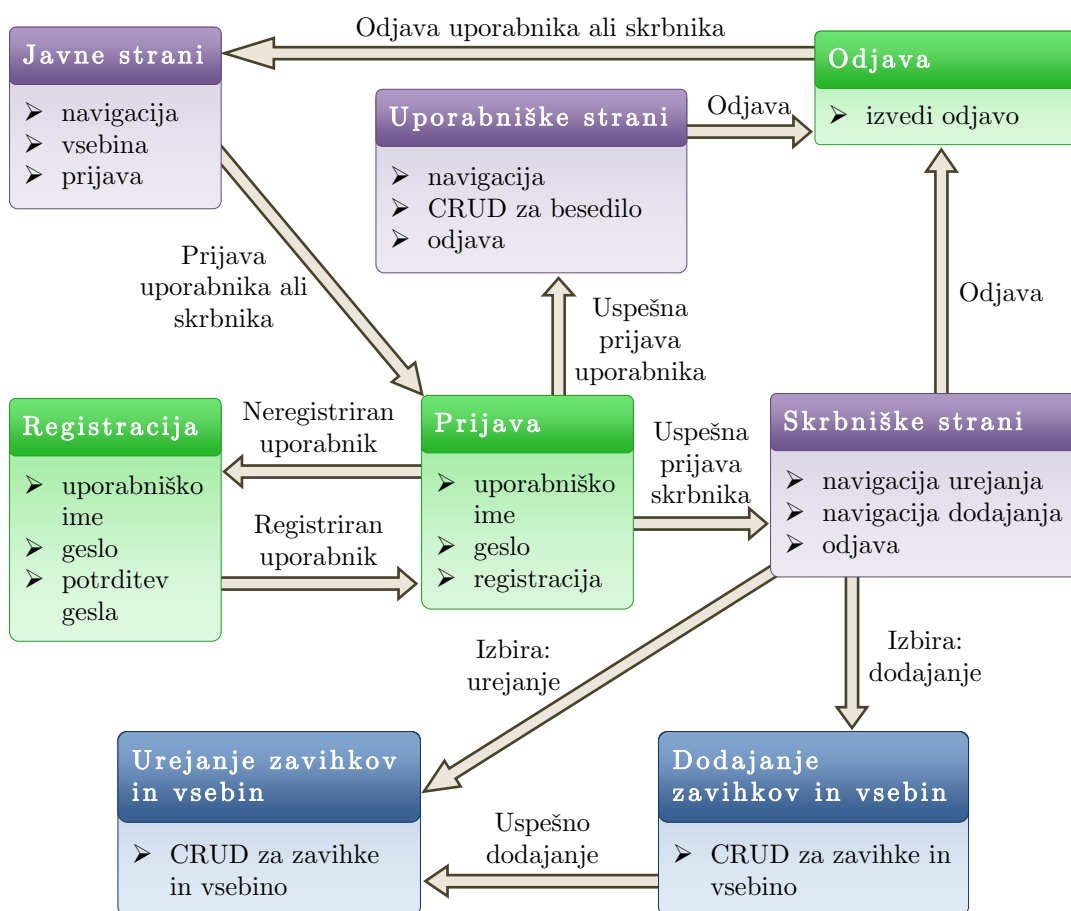 Odjava uporabnika ali skrbnika
Javne strani
➢ navigacija
➢ vsebina
➢ prijava
Odjava
➢ izvedi odjavo
Uporabniške strani
➢ navigacija
➢ CRUD za besedilo
➢ odjava
Odjava
Prijava
uporabnika ali
skrbnika
Uspešna
prijava
uporabnika
Odjava
Registracija
➢ uporabniško
ime
➢ geslo
➢ potrditev
gesla
Neregistriran
uporabnik
Registriran
uporabnik
Prijava
➢ uporabniško
ime
➢ geslo
➢ registracija
Uspešna
prijava
skrbnika
Skrbniške strani
➢ navigacija urejanja
➢ navigacija dodajanja
➢ odjava
Izbira:
urejanje
Izbira:
dodajanje
Urejanje zavihkov
in vsebin
➢ CRUD za zavihke
in vsebino
Uspešno
dodajanje
Dodajanje
zavihkov in vsebin
➢ CRUD za zavihke in
vsebino